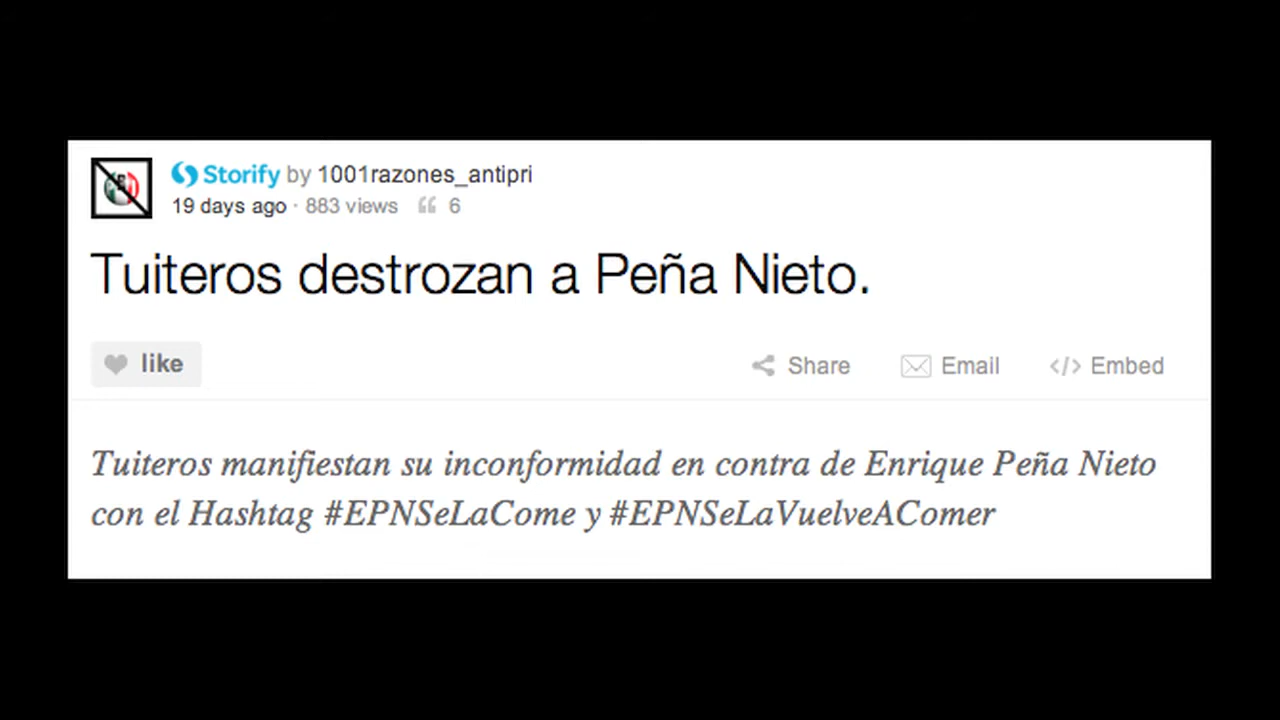 Storify by 1001razones_antipri
19 days ago · 883 views 6
Tuiteros destrozan a Peña Nieto.
like
Share Email Embed
Tuiteros manifiestan su inconformidad en contra de Enrique Peña Nieto
con el Hashtag #EPNSeLaCome y #EPNSeLaVuelveAComer